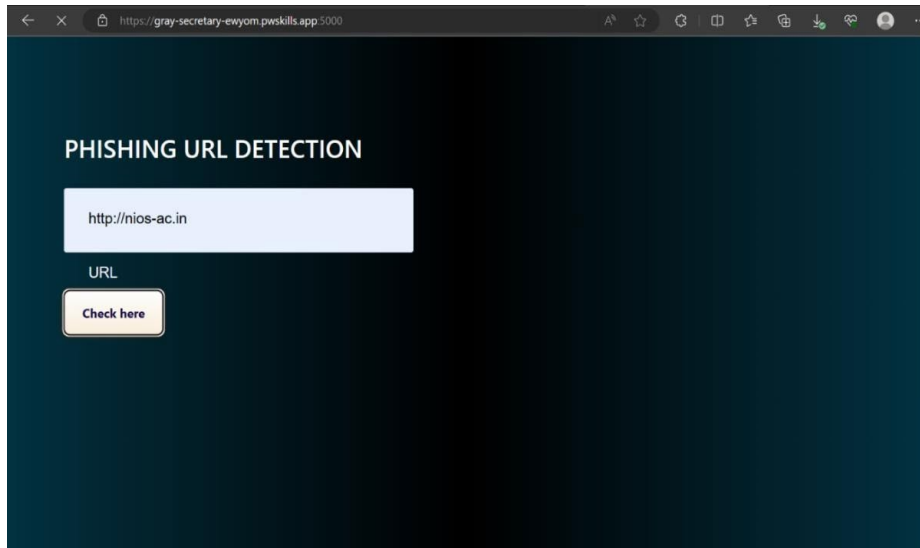 https://gray-secretary-ewyom.pwskills.app:5000
PHISHING URL DETECTION
http://nios-ac.in
URL
Check here